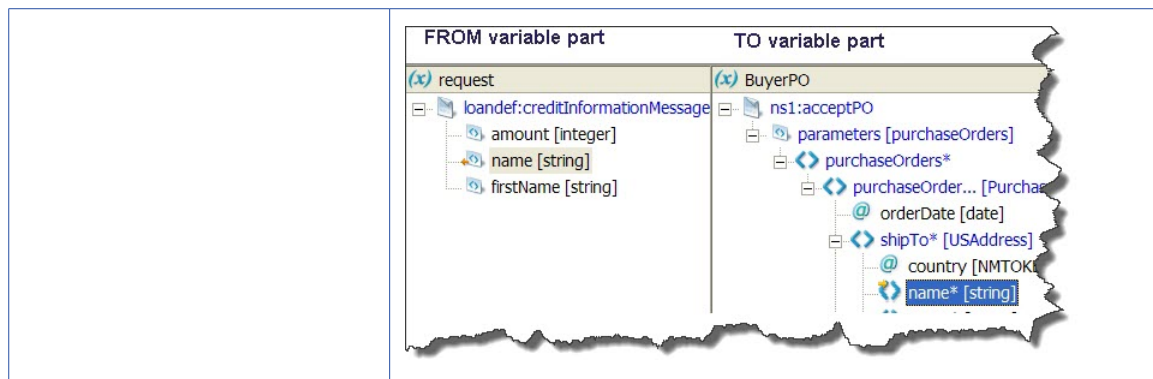 FROM variable part
TO variable part
(x) request
(x) BuyerPO
loandef:creditInformationMessage
amount [integer]
name [string]
firstName [string]
ns1:acceptPO
parameters [purchaseOrders]
purchaseOrders*
purchaseOrder...
@ orderDate [date]
shipTo* [USAddress]
@ country
name* [string]